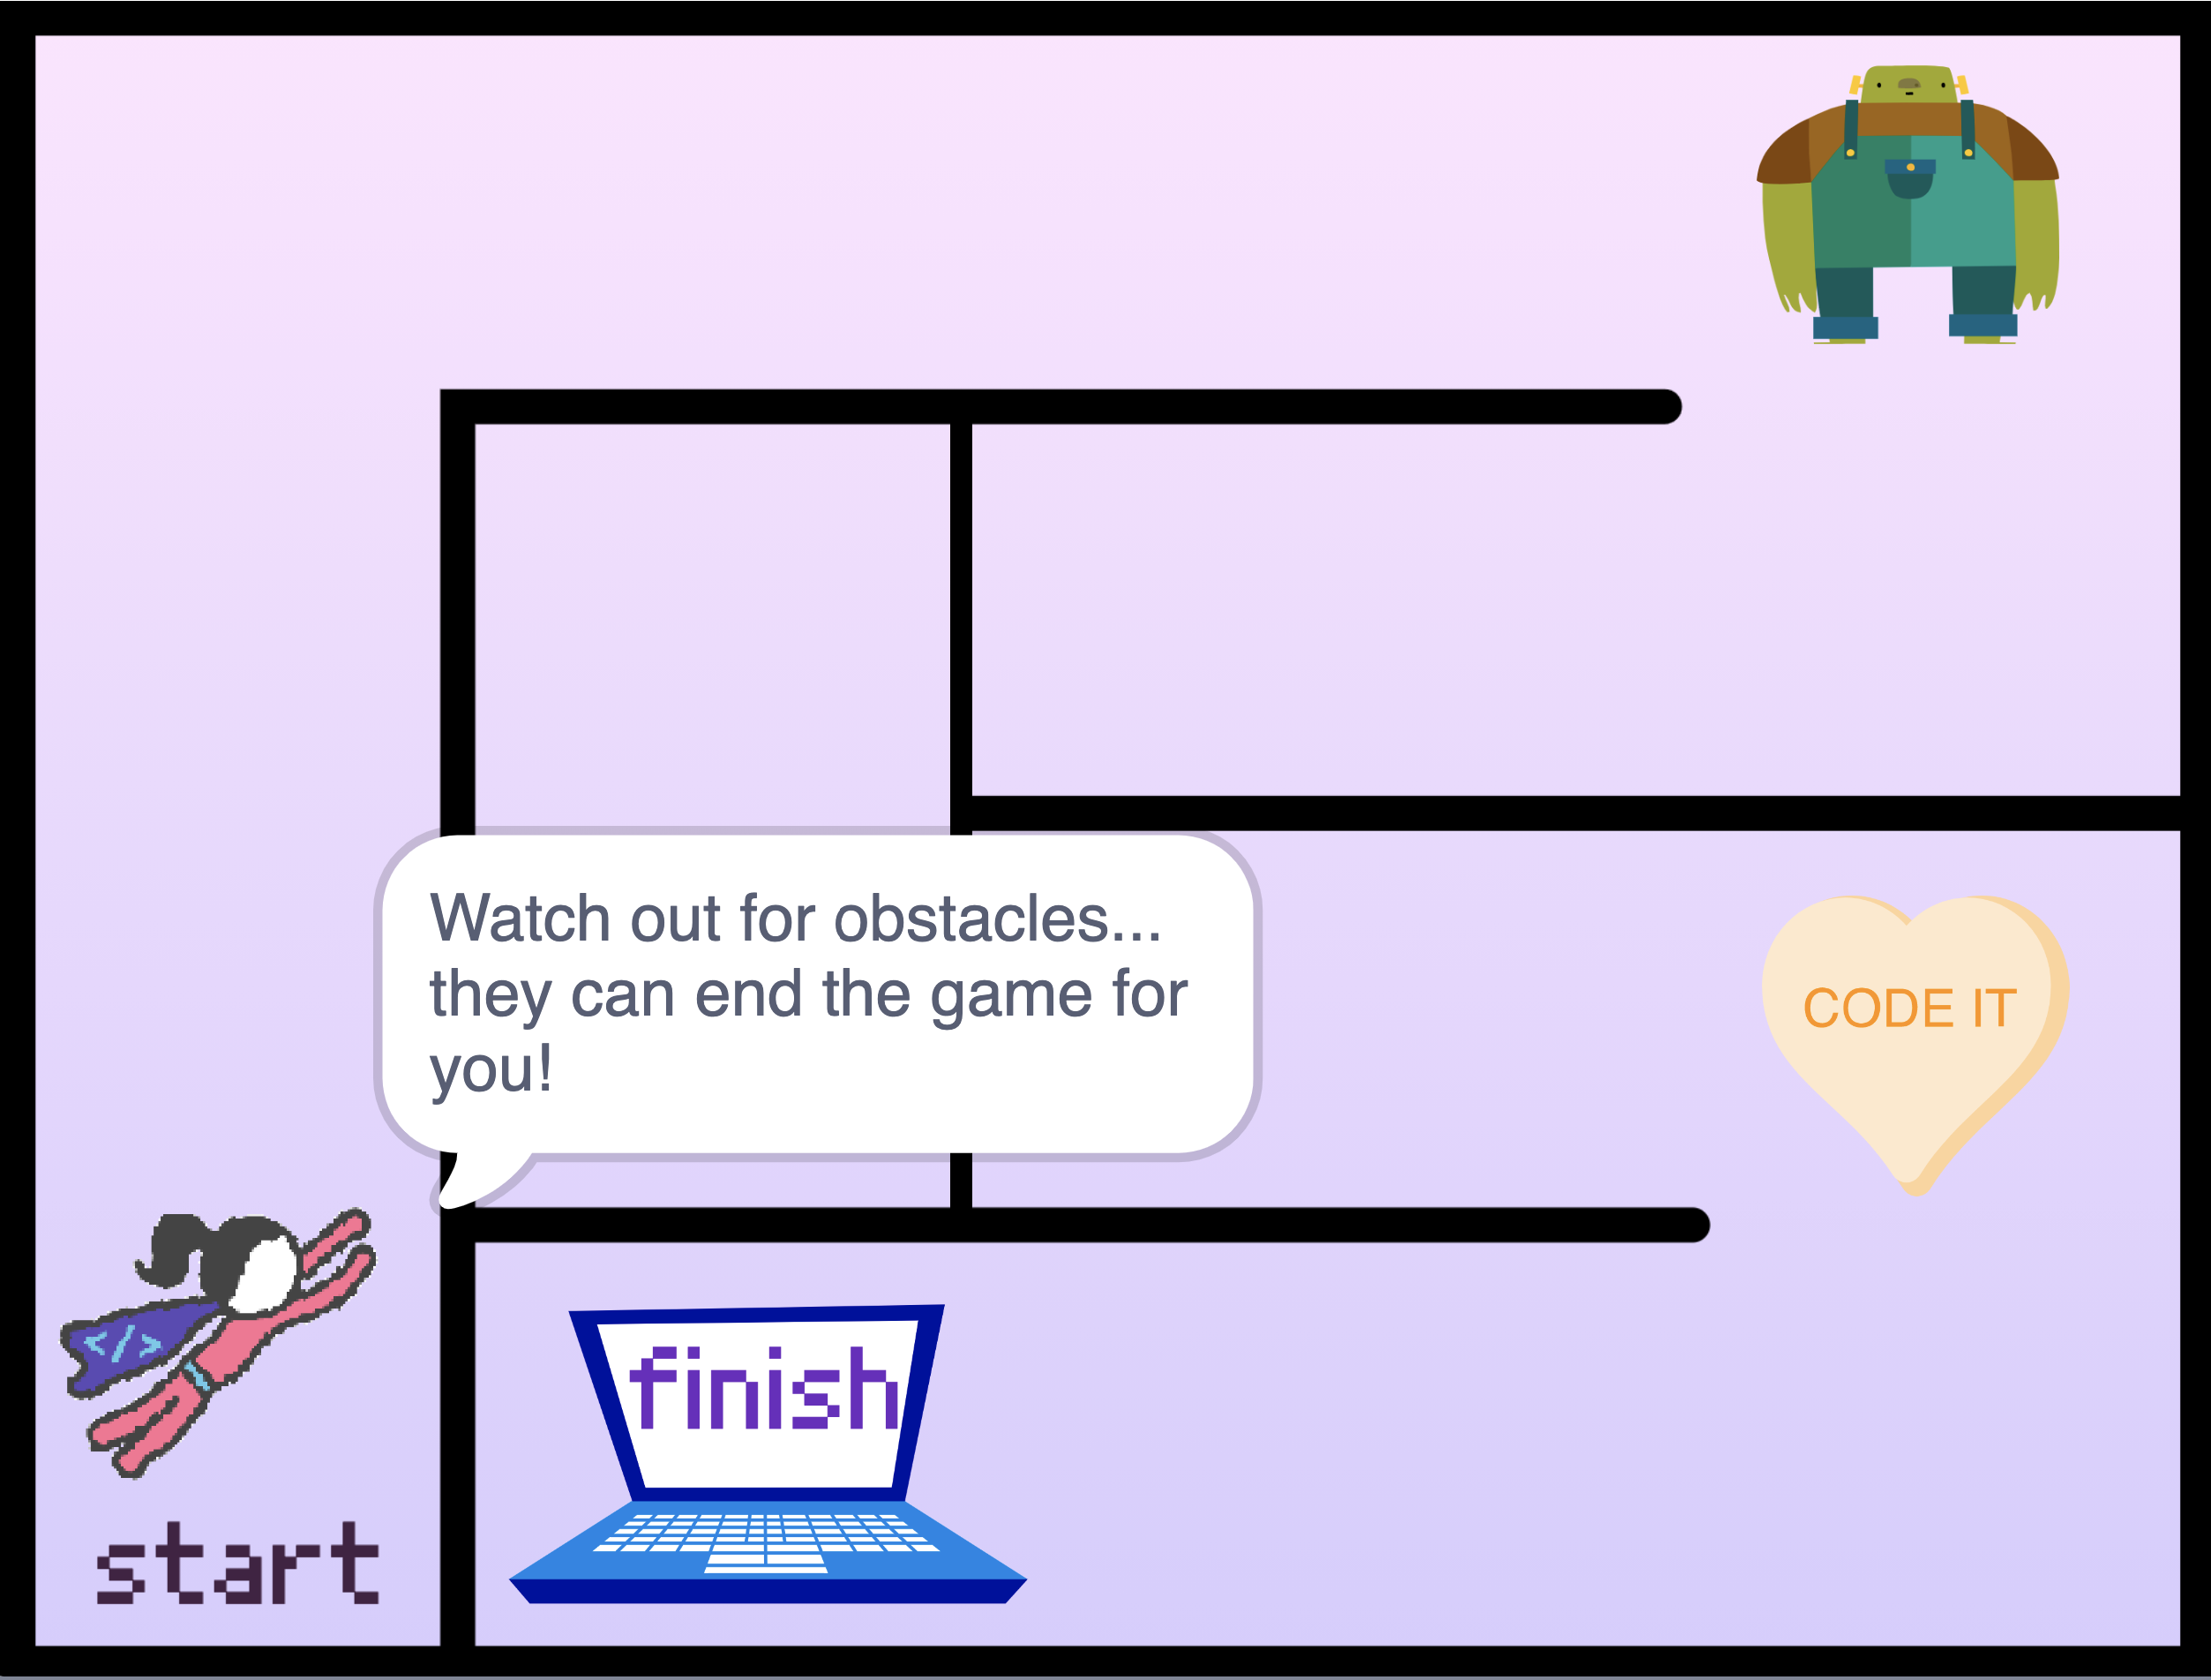 Watch out for obstacles...
they can end the game for
you!
CODE IT
finish
start